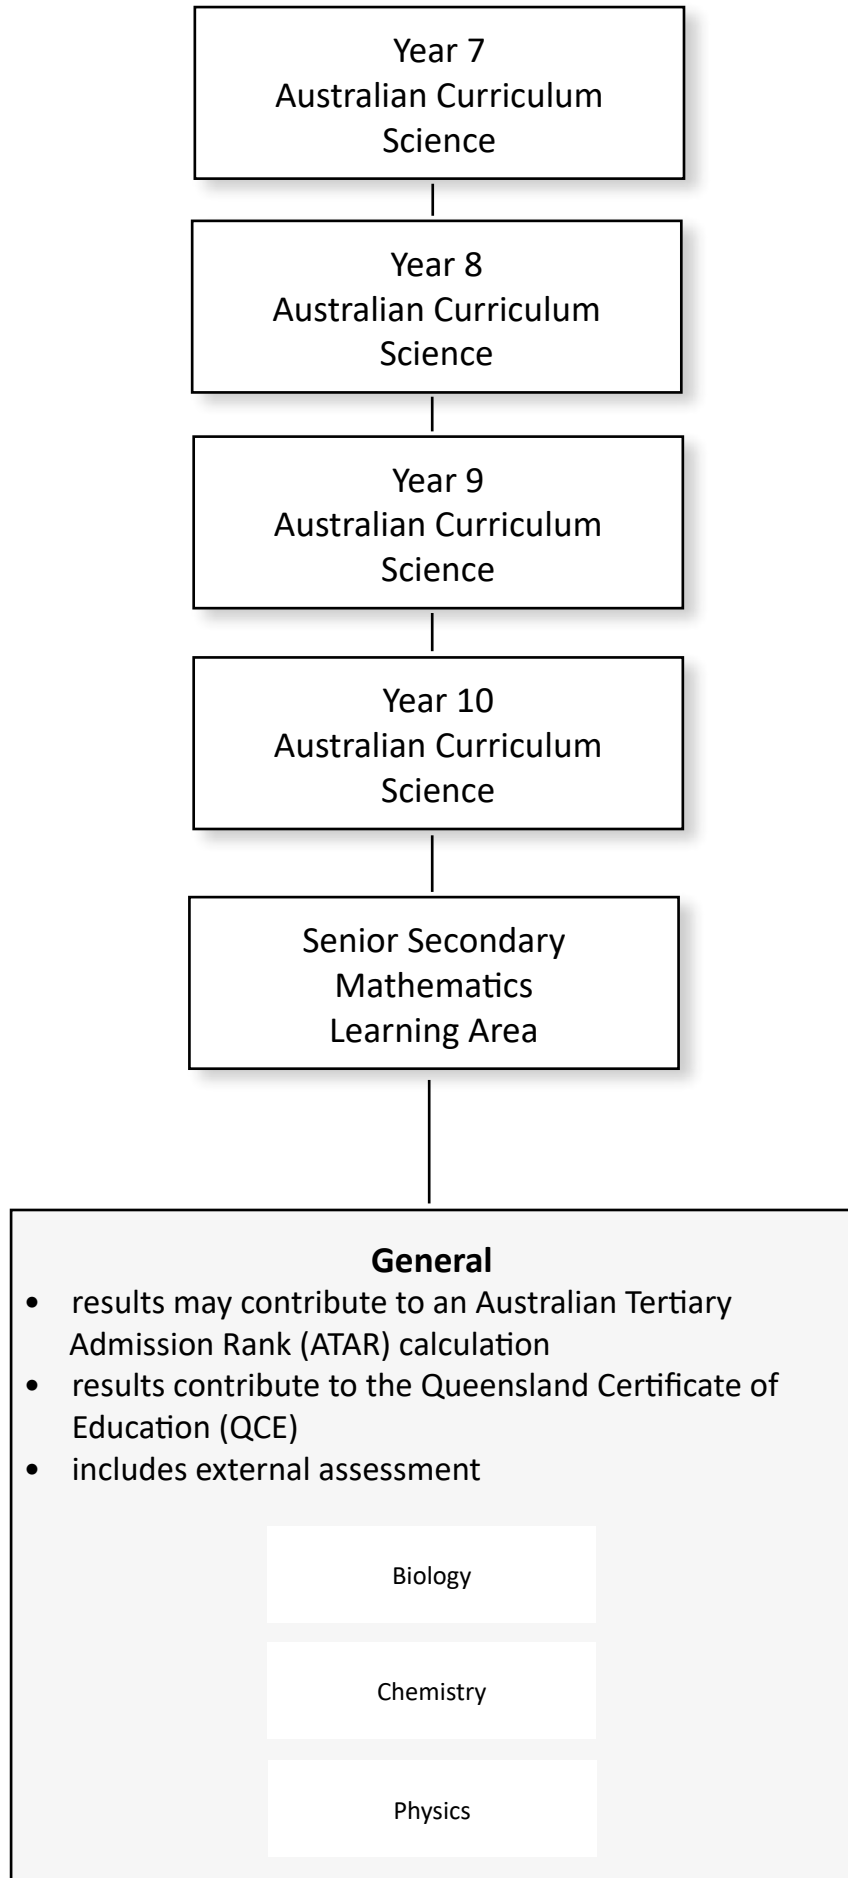 Year 7
Australian Curriculum
Science
Year 8
Australian Curriculum
Science
Year 9
Australian Curriculum
Science
Year 10
Australian Curriculum
Science
Senior Secondary
Mathematics
Learning Area
General
• results may contribute to an Australian Tertiary
Admission Rank (ATAR) calculation
• results contribute to the Queensland Certificate of
Education (QCE)
• includes external assessment
Biology
Chemistry
Physics